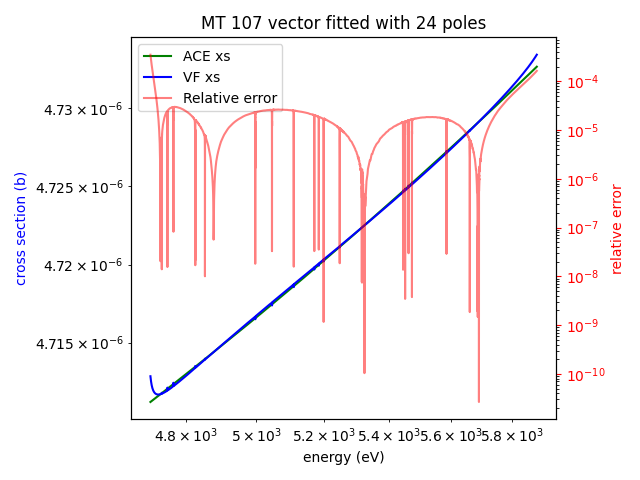 MT 107 vector fitted with 24 poles
ACE xs
VF xs
Relative error
4.73 × 10⁻⁶
4.725 × 10⁻⁶
4.72 × 10⁻⁶
4.715 × 10⁻⁶
cross section (b)
10⁻⁴
10⁻⁵
10⁻⁶
10⁻⁷
10⁻⁸
10⁻⁹
10⁻¹⁰
relative error
4.8 × 10³ 5 × 10³ 5.2 × 10³ 5.4 × 10³ 5.6 × 10³ 5.8 × 10³
energy (eV)